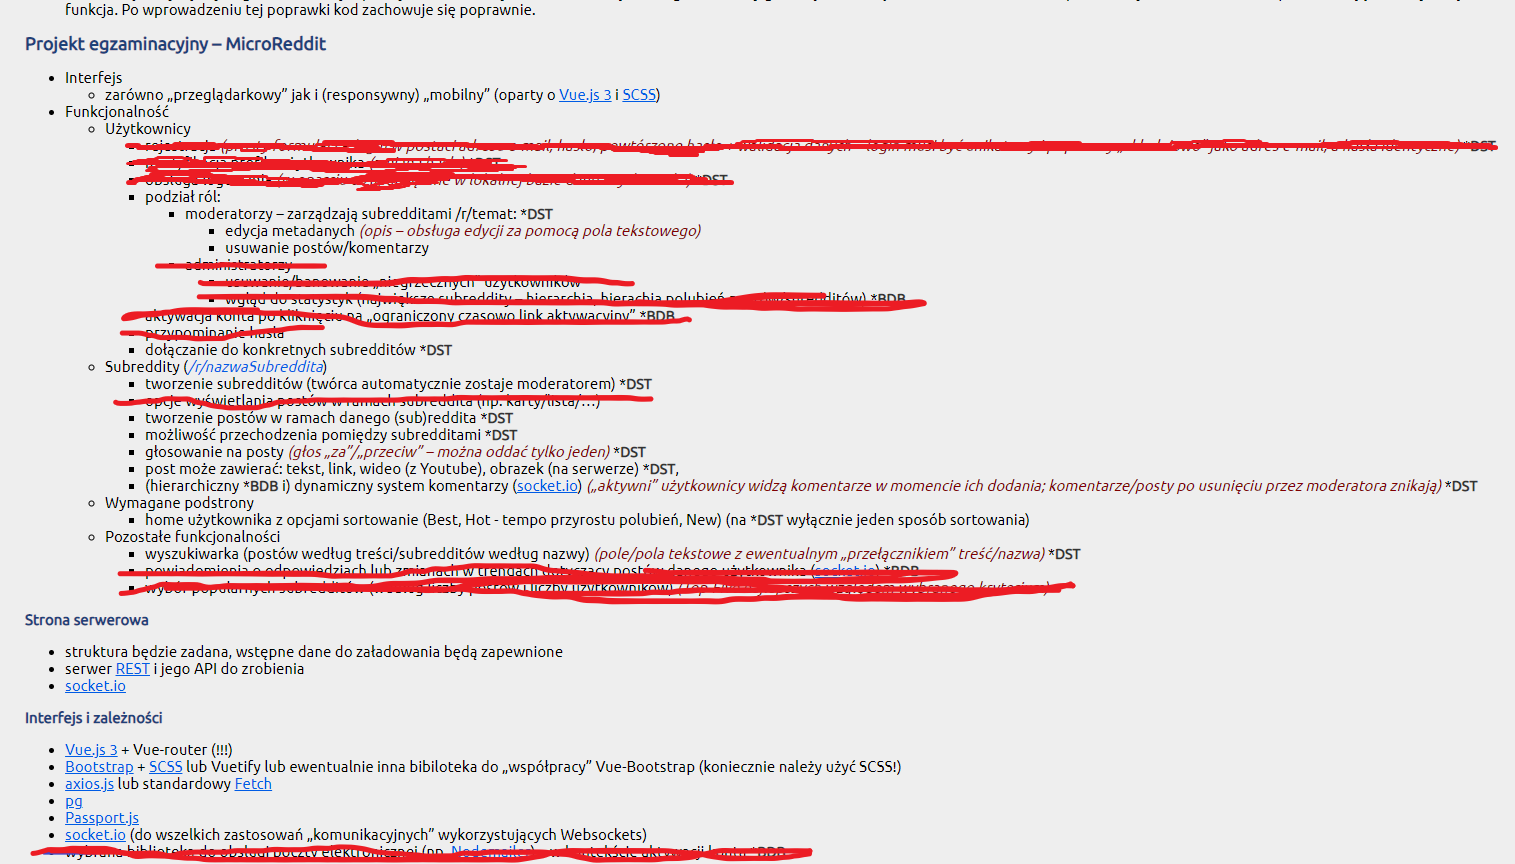 funkcja. Po wprowadzeniu tej poprawki kod zachowuje się poprawnie.
Projekt egzaminacyjny – MicroReddit
Interfejs
zarówno „przeglądarkowy” jak i (responsywny) „mobilny” (oparty o Vue.js 3 i SCSS)
Funkcjonalność
Użytkownicy
*DST
*DST
*DST
podział ról:
moderatorzy – zarządzają subredditami /r/temat: *DST
edycja metadanych (opis – obsługa edycji za pomocą pola tekstowego)
usuwanie postów/komentarzy
administratorzy
usuwanie/banowanie „niegrzecznych” użytkowników
wgląd do statystyk (największe subreddity – hierarchia, hierachia polubień *BDB
aktywacja konta po kliknięciu na „ograniczony czasowo link aktywacyjny” *BDB
przypominanie hasła
dołączanie do konkretnych subredditów *DST
Subreddity (/r/nazwaSubreddita)
tworzenie subredditów (twórca automatycznie zostaje moderatorem) *DST
opcje wyświetlania postów w ramach subreddita (np. karty/lista/...)
tworzenie postów w ramach danego (sub)reddita *DST
możliwość przechodzenia pomiędzy subredditami *DST
głosowanie na posty (głos „za”/„przeciw” – można oddać tylko jeden) *DST
post może zawierać: tekst, link, wideo (z Youtube), obrazek (na serwerze) *DST,
(hierarchiczny *BDB i) dynamiczny system komentarzy (socket.io) („aktywni” użytkownicy widzą komentarze w momencie ich dodania; komentarze/posty po usunięciu przez moderatora znikają) *DST
Wymagane podstrony
home użytkownika z opcjami sortowanie (Best, Hot - tempo przyrostu polubień, New) (na *DST wyłącznie jeden sposób sortowania)
Pozostałe funkcjonalności
wyszukiwarka (postów według treści/subredditów według nazwy) (pole/pola tekstowe z ewentualnym „przełącznikiem” treść/nazwa) *DST
powiadomienia o odpowiedziach lub zmianach w trendach dotyczący postów danego użytkownika (socket.io) *BDB
wybór popularnych subredditów (według liczby postów i liczby użytkowników)
Strona serwerowa
struktura będzie zadana, wstępne dane do załadowania będą zapewnione
serwer REST i jego API do zrobienia
socket.io
Interfejs i zależności
Vue.js 3 + Vue-router (!!!)
Bootstrap + SCSS lub Vuetify lub ewentualnie inna bibiloteka do „współpracy” Vue-Bootstrap (koniecznie należy użyć SCSS!)
axios.js lub standardowy Fetch
pg
Passport.js
socket.io (do wszelkich zastosowań „komunikacyjnych” wykorzystujących Websockets)
wybrana biblioteka do obsługi poczty elektronicznej (np. Nodemailer) – w kontekście aktywacji konta *BDB